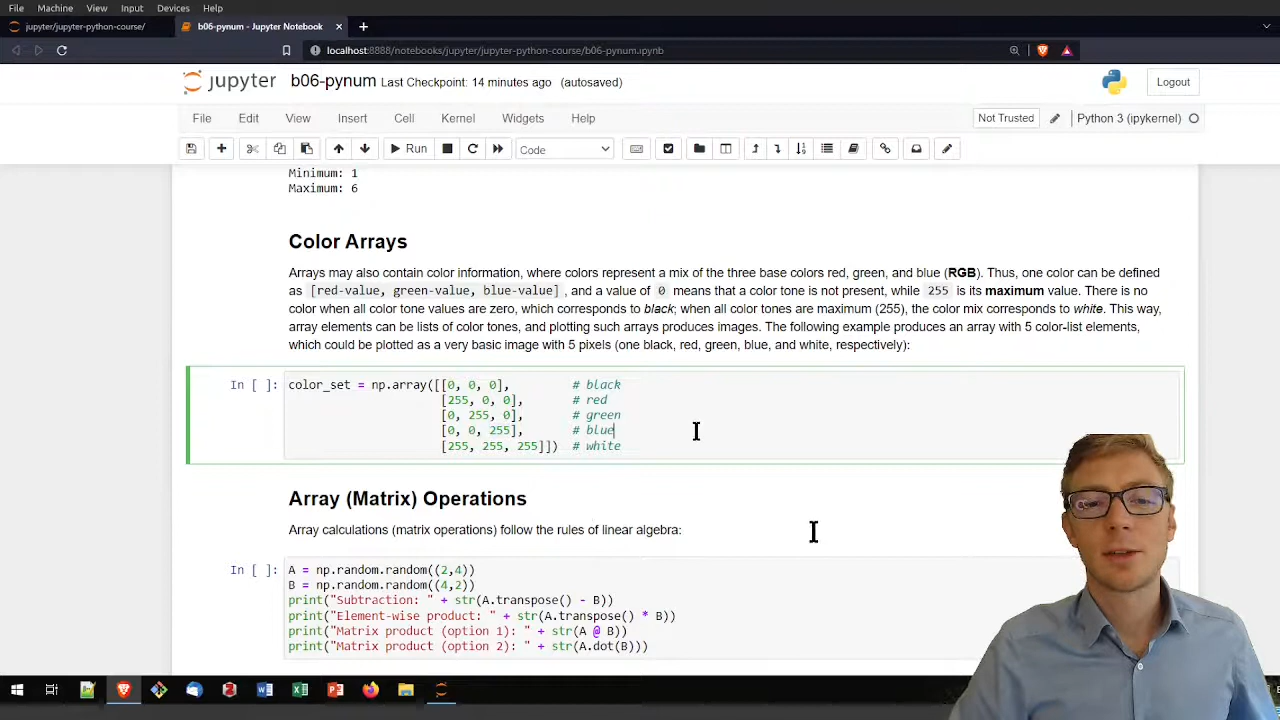 File Machine View Input Devices Help
jupyter/jupyter-python-course/ b06-pynum - Jupyter Notebook
localhost:8888/notebooks/jupyter/jupyter-python-course/b06-pynum.ipynb
jupyter b06-pynum Last Checkpoint: 14 minutes ago (autosaved) Logout
File Edit View Insert Cell Kernel Widgets Help Not Trusted Python 3 (ipykernel)
Run Code
Minimum: 1
Maximum: 6
Color Arrays
Arrays may also contain color information, where colors represent a mix of the three base colors red, green, and blue (RGB). Thus, one color can be defined
as [red-value, green-value, blue-value], and a value of 0 means that a color tone is not present, while 255 is its maximum value. There is no
color when all color tone values are zero, which corresponds to black; when all color tones are maximum (255), the color mix corresponds to white. This way,
array elements can be lists of color tones, and plotting such arrays produces images. The following example produces an array with 5 color-list elements,
which could be plotted as a very basic image with 5 pixels (one black, red, green, blue, and white, respectively):
In [ ]: color_set = np.array([[0, 0, 0], # black
[255, 0, 0], # red
[0, 255, 0], # green
[0, 0, 255], # blue
[255, 255, 255]]) # white
Array (Matrix) Operations
Array calculations (matrix operations) follow the rules of linear algebra:
In [ ]: A = np.random.random((2,4))
B = np.random.random((4,2))
print("Subtraction: " + str(A.transpose() - B))
print("Element-wise product: " + str(A.transpose() * B))
print("Matrix product (option 1): " + str(A @ B))
print("Matrix product (option 2): " + str(A.dot(B)))